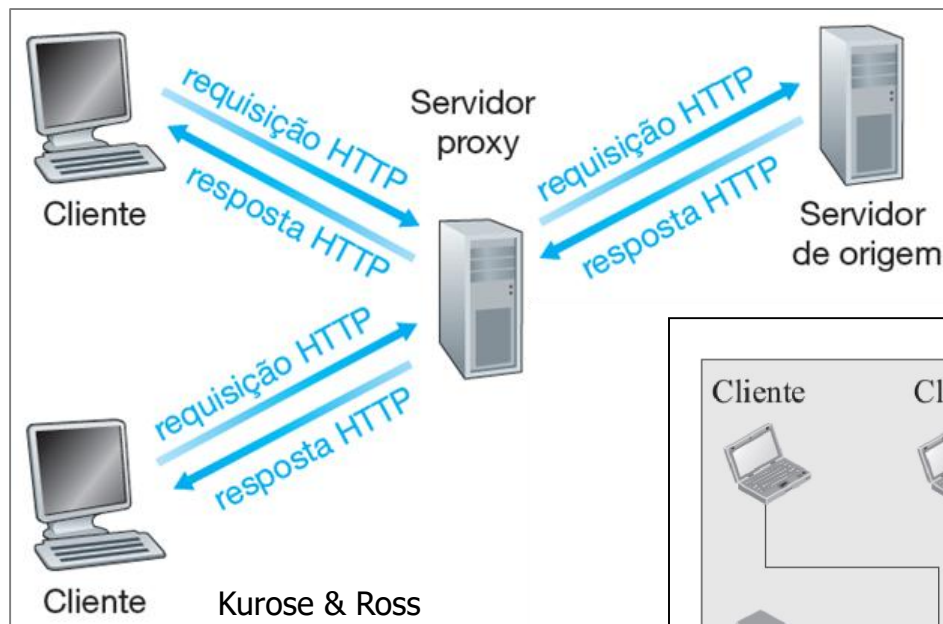 requisição HTTP
resposta HTTP
Cliente
Servidor
proxy
requisição HTTP
resposta HTTP
Servidor
de origem
requisição HTTP
resposta HTTP
Cliente
Kurose & Ross
Cliente
Cl